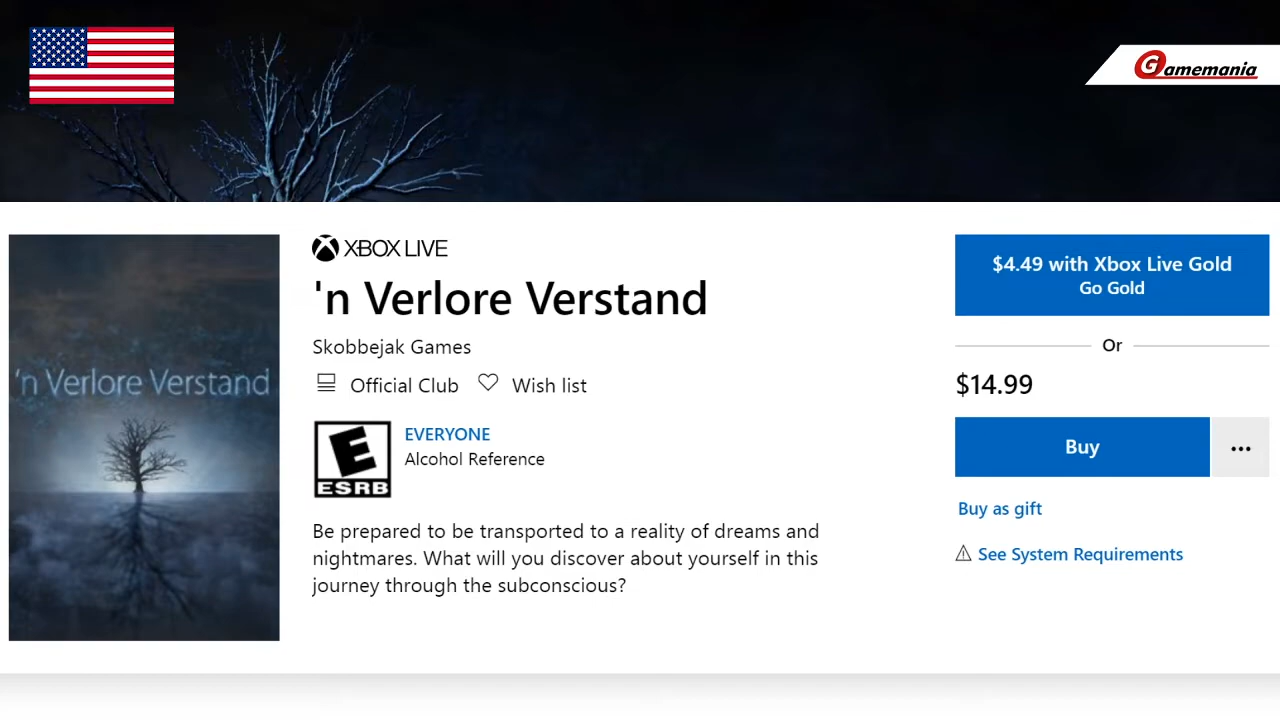 Gamemania
XBOX LIVE
'n Verlore Verstand
Skobbejak Games
Official Club
Wish list
E
ESRB
EVERYONE
Alcohol Reference
Be prepared to be transported to a reality of dreams and
nightmares. What will you discover about yourself in this
journey through the subconscious?
'n Verlore Verstand
$4.49 with Xbox Live Gold
Go Gold
Or
$14.99
Buy
Buy as gift
See System Requirements